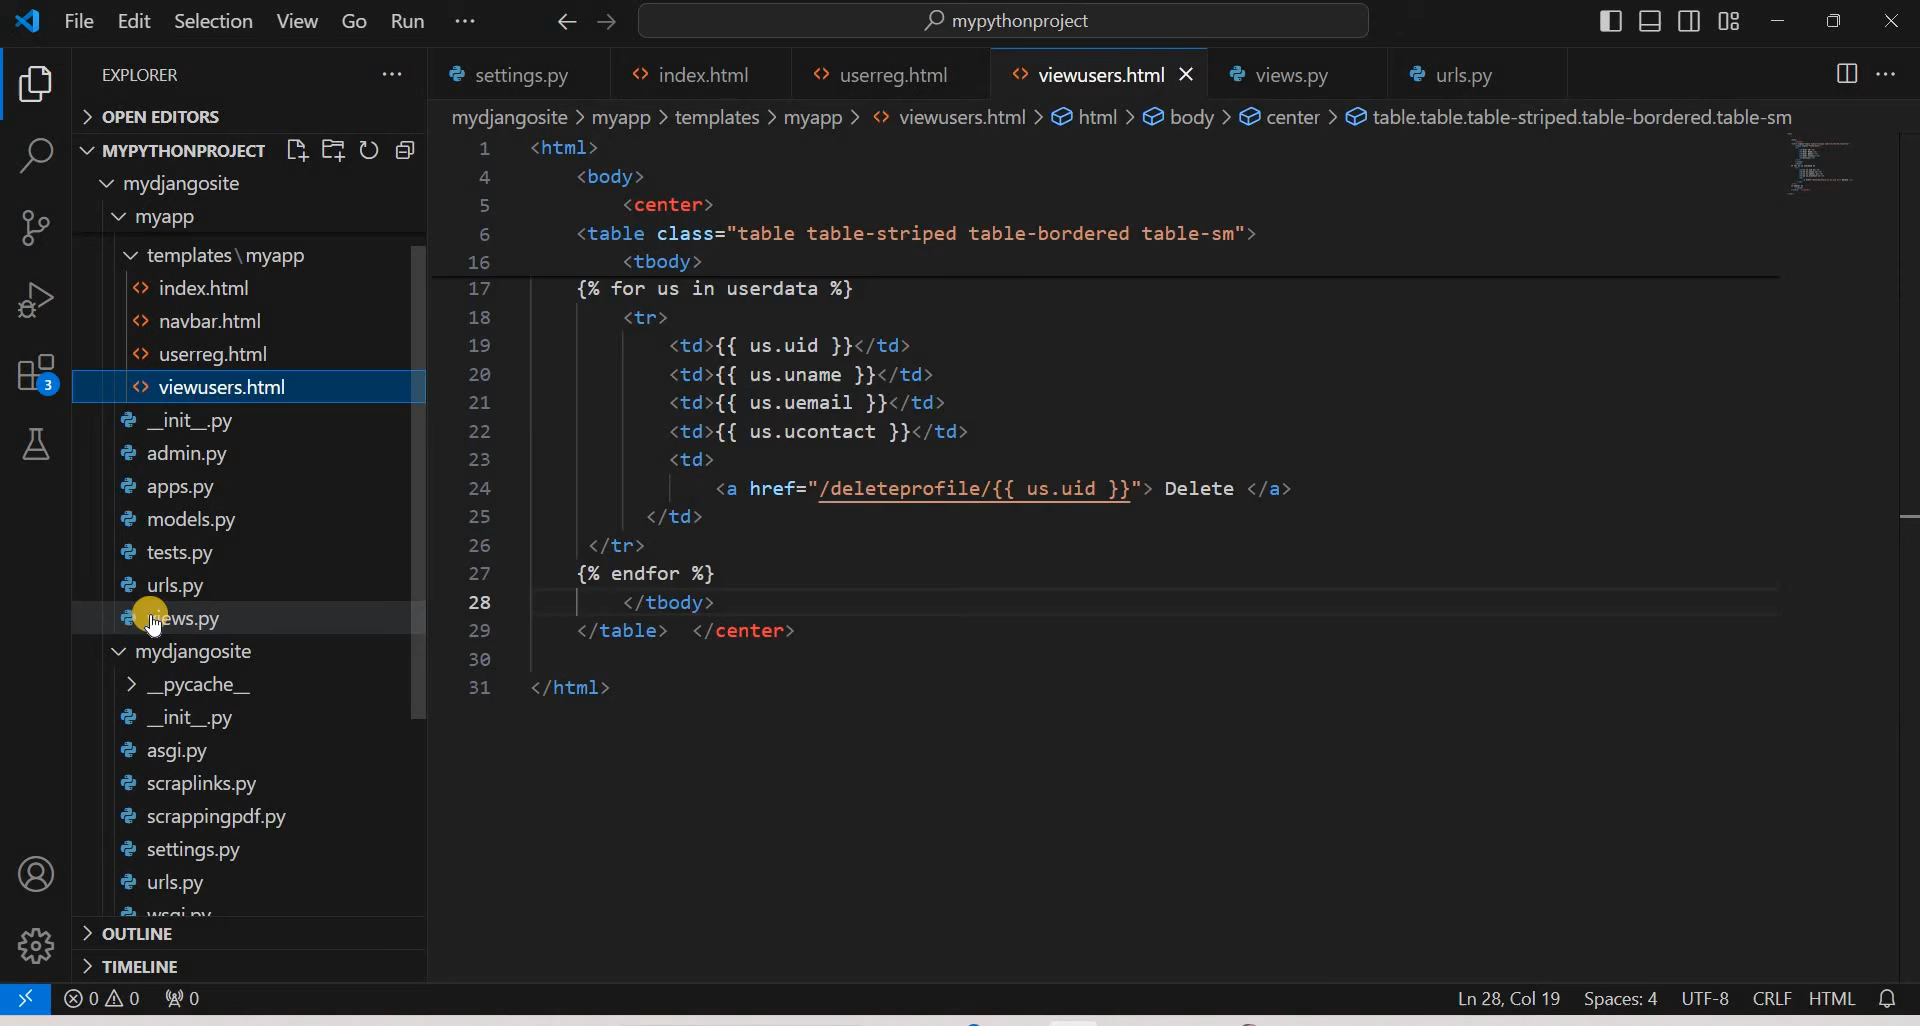 File Edit Selection View Go Run ··· mypythonproject
EXPLORER ···
OPEN EDITORS
MYPYTHONPROJECT
mydjangosite
myapp
templates\myapp
index.html
navbar.html
userreg.html
viewusers.html
__init__.py
admin.py
apps.py
models.py
tests.py
urls.py
views.py
mydjangosite
__pycache__
__init__.py
asgi.py
scraplinks.py
scrappingpdf.py
settings.py
urls.py
wsgi.py
OUTLINE
TIMELINE
3
settings.py index.html userreg.html viewusers.html views.py urls.py ···
mydjangosite > myapp > templates > myapp > viewusers.html > html > body > center > table.table.table-striped.table-bordered.table-sm
1 <html>
4 <body>
5 <center>
6 <table class="table table-striped table-bordered table-sm">
16 <tbody>
17 {% for us in userdata %}
18 <tr>
19 <td>{{ us.uid }}</td>
20 <td>{{ us.uname }}</td>
21 <td>{{ us.uemail }}</td>
22 <td>{{ us.ucontact }}</td>
23 <td>
24 <a href="/deleteprofile/{{ us.uid }}"> Delete </a>
25 </td>
26 </tr>
27 {% endfor %}
28 </tbody>
29 </table> </center>
30
31 </html>
0 0 0 Ln 28, Col 19 Spaces: 4 UTF-8 CRLF HTML